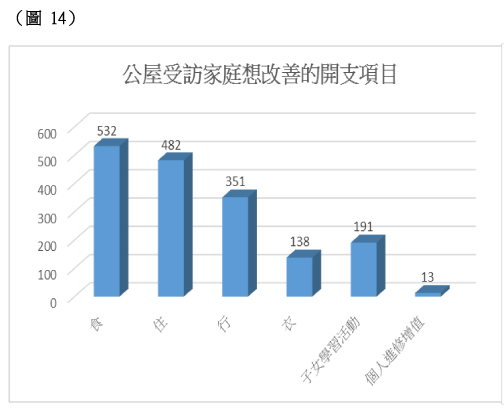 （圖 14）
公屋受訪家庭想改善的開支項目
600
500
400
300
200
100
0
532
482
351
138
191
13
食
住
行
衣
子女學習活動
個人進修增值